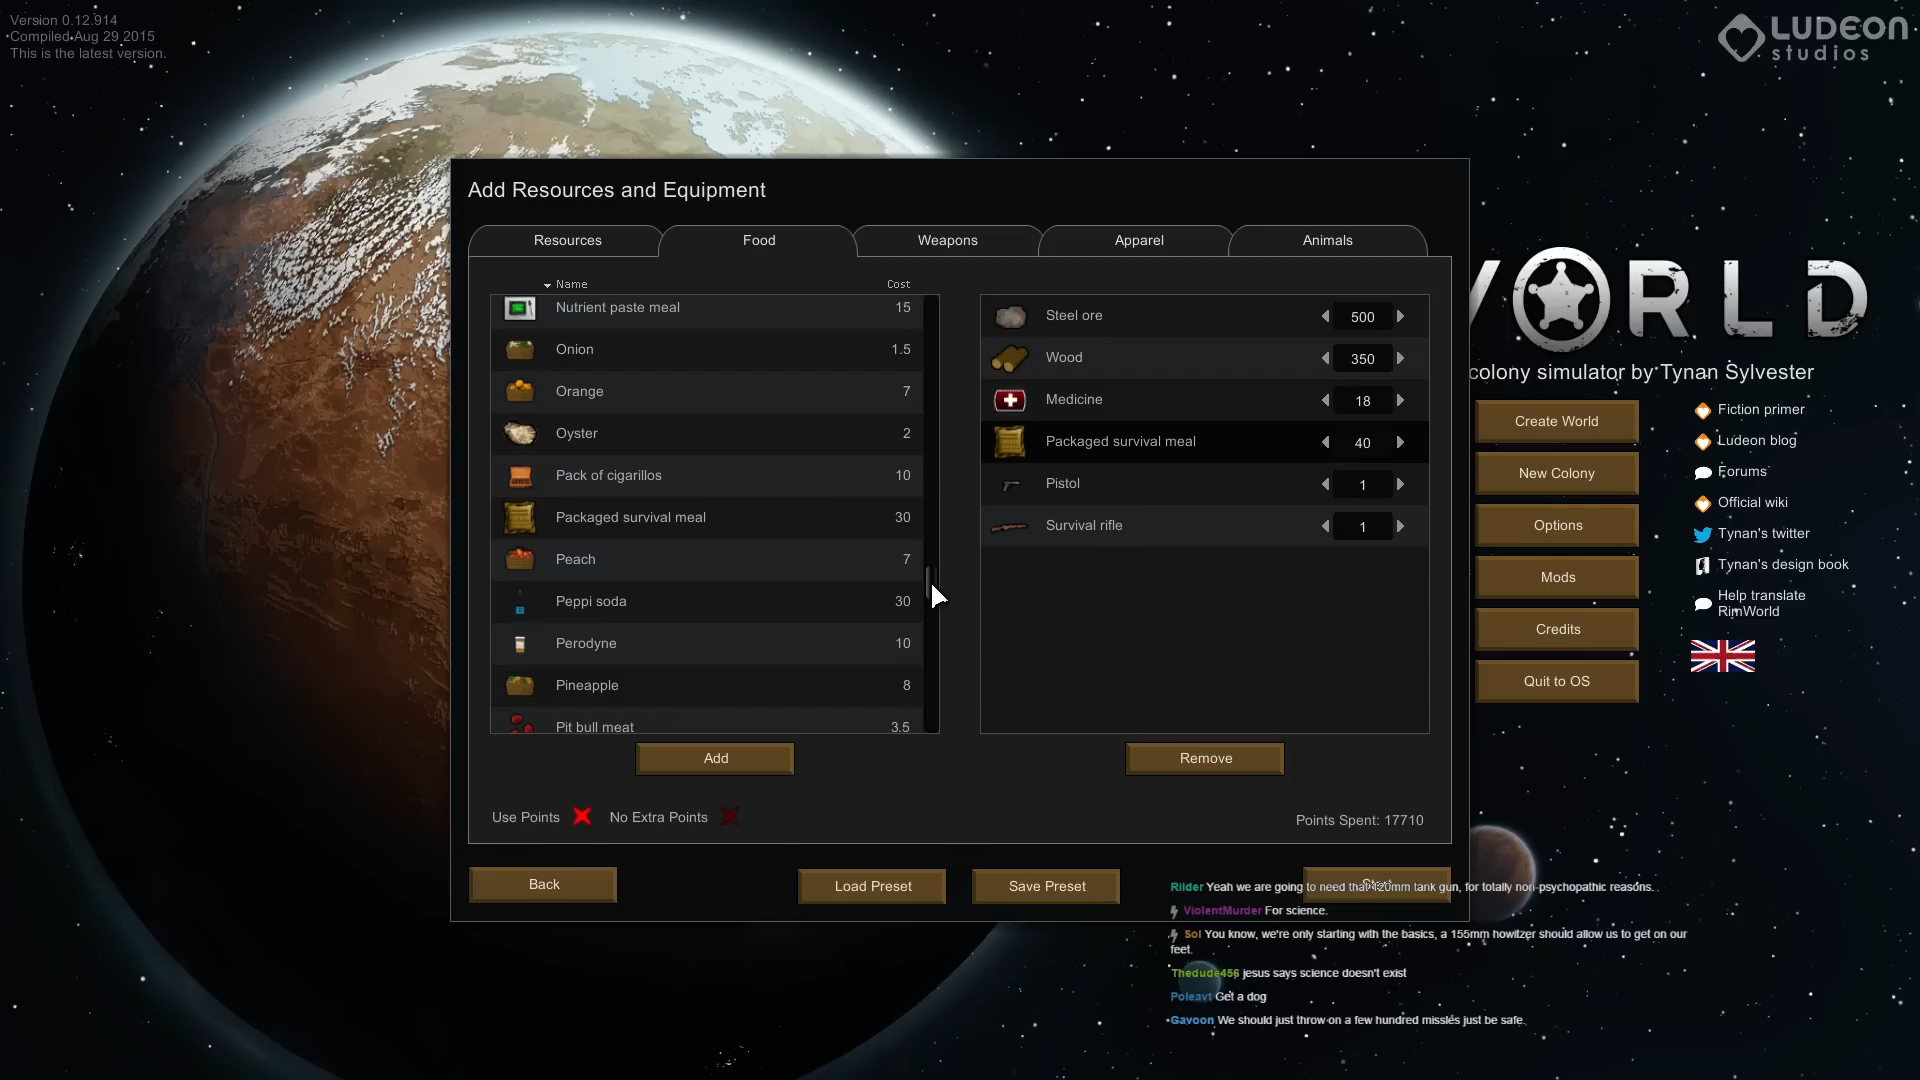 Version 0.12.914
Compiled Aug 29 2015
This is the latest version.
LUDEON
studios
Add Resources and Equipment
Resources
Food
Weapons
Apparel
Animals
Name
Cost
Nutrient paste meal 15
Onion 1.5
Orange 7
Oyster 2
Pack of cigarillos 10
Packaged survival meal 30
Peach 7
Peppi soda 30
Perodyne 10
Pineapple 8
Pit bull meat 3.5
Steel ore 500
Wood 350
Medicine 18
Packaged survival meal 40
Pistol 1
Survival rifle 1
Add
Remove
Use Points
No Extra Points
Points Spent: 17710
Back
Load Preset
Save Preset
Start
WORLD
colony simulator by Tynan Sylvester
Create World
New Colony
Options
Mods
Credits
Quit to OS
Fiction primer
Ludeon blog
Forums
Official wiki
Tynan's twitter
Tynan's design book
Help translate
RimWorld
Riider Yeah we are going to need that 120mm tank gun, for totally non-psychopathic reasons.
ViolentMurder For science.
Sol You know, we're only starting with the basics, a 155mm howitzer should allow us to get on our
feet.
Thedude456 jesus says science doesn't exist
Poleavt Get a dog
Gavoon We should just throw on a few hundred missles just be safe.